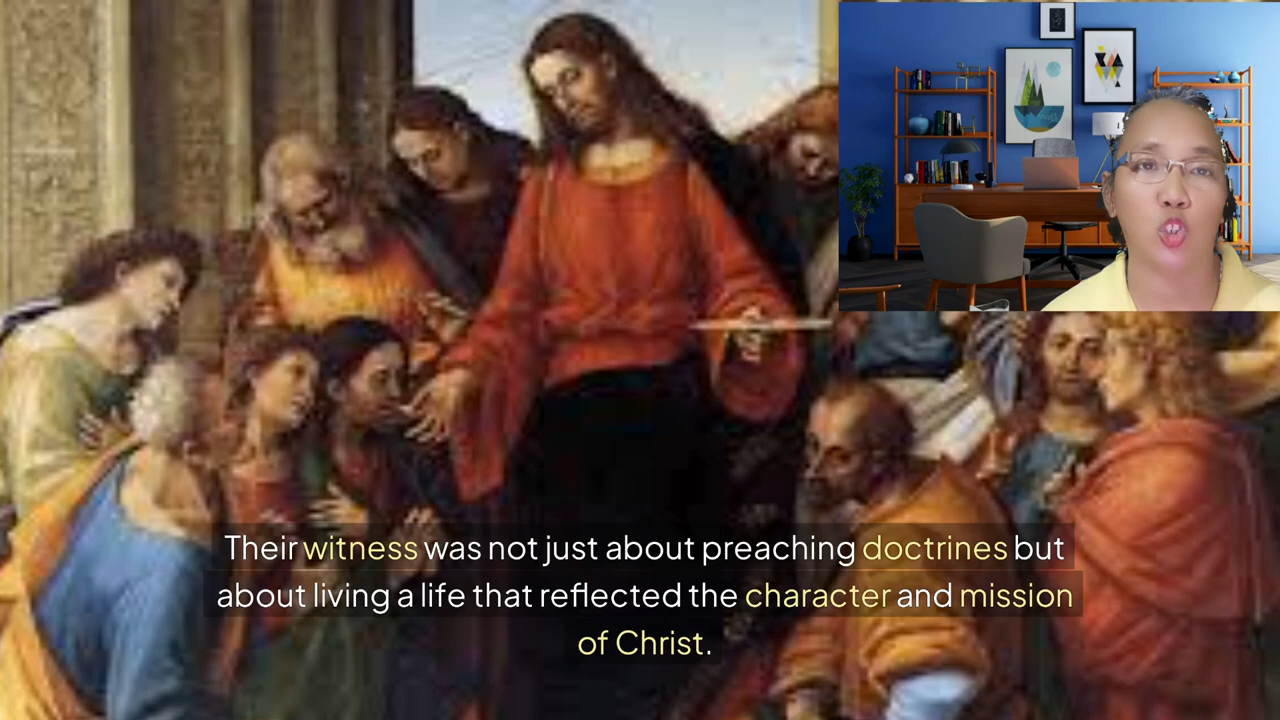 Their witness was not just about preaching doctrines but
about living a life that reflected the character and mission
of Christ.